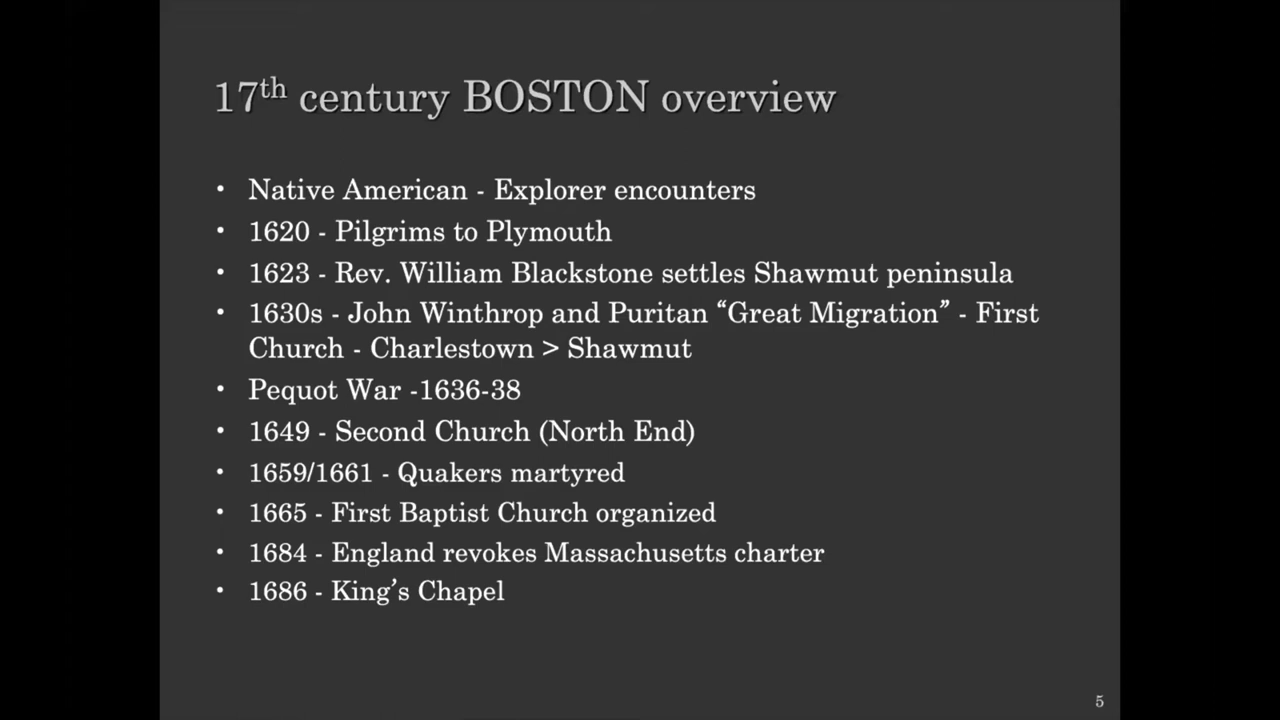 17th century BOSTON overview
• Native American - Explorer encounters
• 1620 - Pilgrims to Plymouth
• 1623 - Rev. William Blackstone settles Shawmut peninsula
• 1630s - John Winthrop and Puritan “Great Migration” - First
Church - Charlestown > Shawmut
• Pequot War -1636-38
• 1649 - Second Church (North End)
• 1659/1661 - Quakers martyred
• 1665 - First Baptist Church organized
• 1684 - England revokes Massachusetts charter
• 1686 - King’s Chapel
5